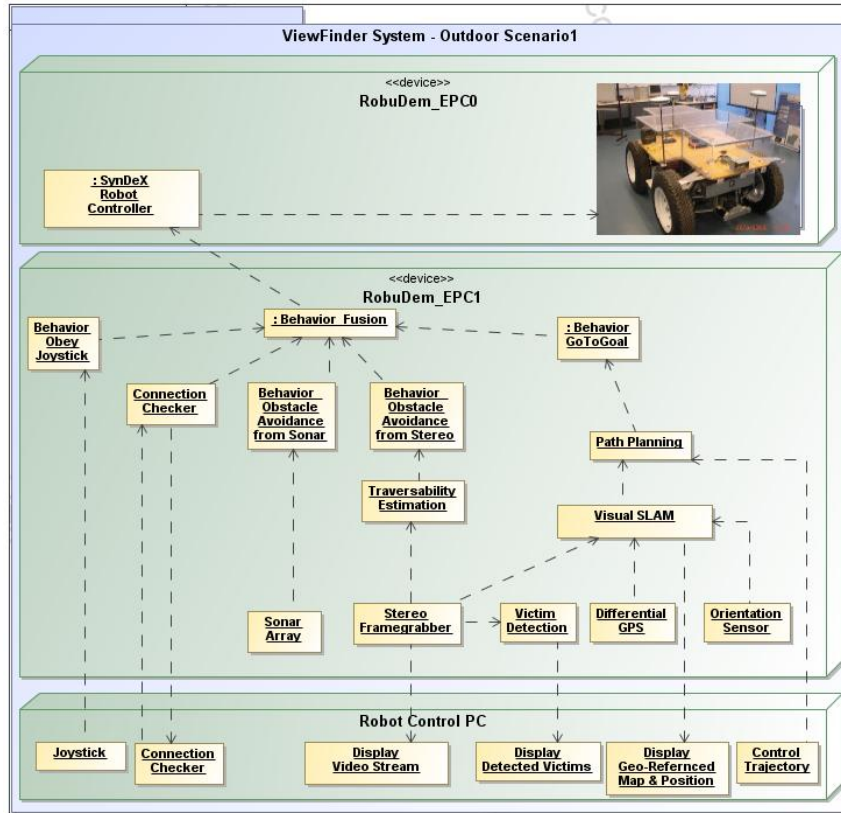 ViewFinder System - Outdoor Scenario1
<<device>>
RobuDem_EPC0
: SynDeX
Robot
Controller
<<device>>
RobuDem_EPC1
Behavior
Obey
Joystick
: Behavior Fusion
: Behavior
GoToGoal
Connection
Checker
Behavior
Obstacle
Avoidance
from Sonar
Behavior
Obstacle
Avoidance
from Stereo
Path Planning
Traversability
Estimation
Visual SLAM
Sonar
Array
Stereo
Framegrabber
Victim
Detection
Differential
GPS
Orientation
Sensor
Robot Control PC
Joystick
Connection
Checker
Display
Video Stream
Display
Detected Victims
Display
Geo-Refernced
Map & Position
Control
Trajectory